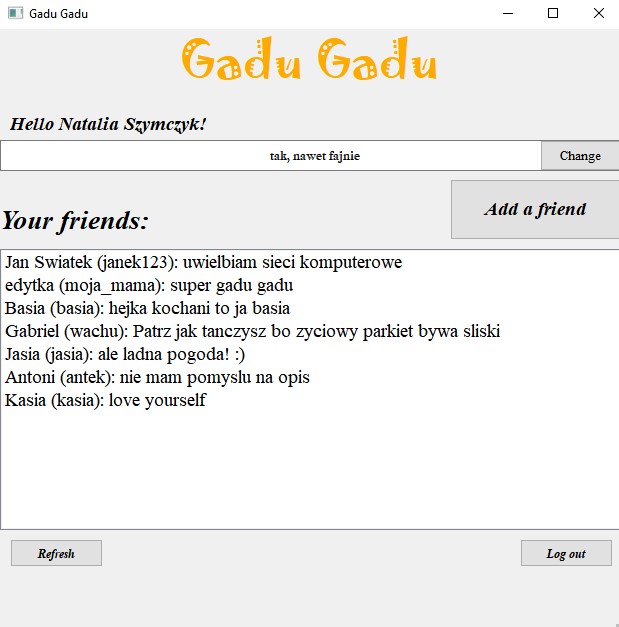 Gadu Gadu
Gadu Gadu
Hello Natalia Szymczyk!
tak, nawet fajnie
Change
Add a friend
Your friends:
Jan Swiatek (janek123): uwielbiam sieci komputerowe
edytka (moja_mama): super gadu gadu
Basia (basia): hejka kochani to ja basia
Gabriel (wachu): Patrz jak tanczysz bo zyciowy parkiet bywa sliski
Jasia (jasia): ale ladna pogoda! :)
Antoni (antek): nie mam pomyslu na opis
Kasia (kasia): love yourself
Refresh
Log out